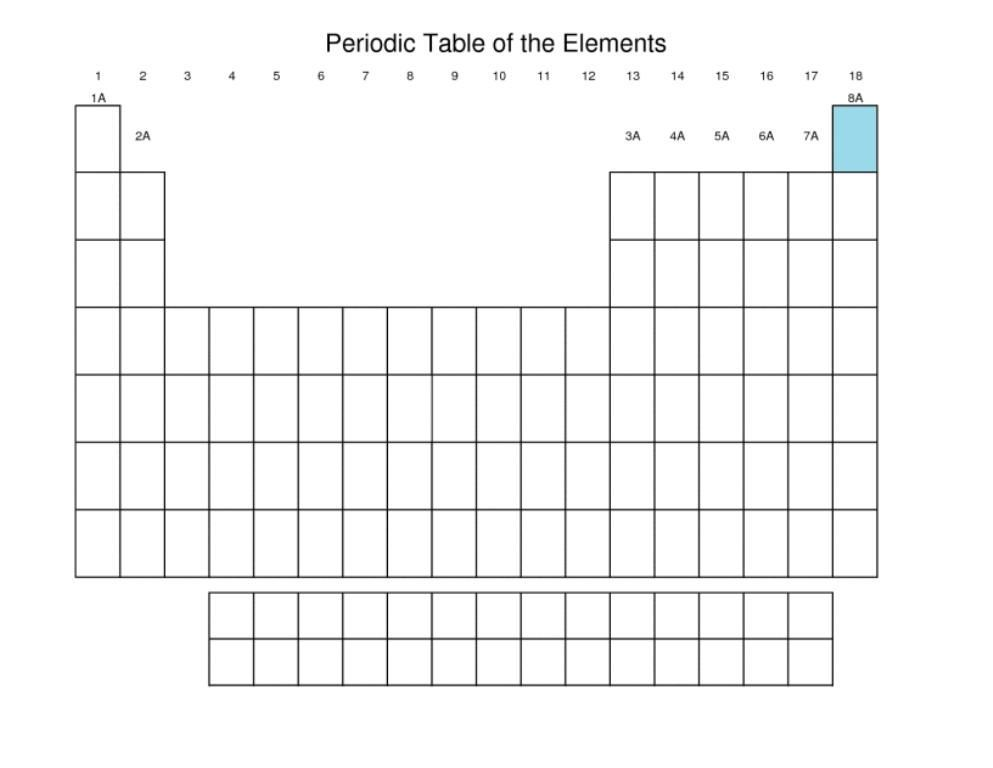 Periodic Table of the Elements
1 2 3 4 5 6 7 8 9 10 11 12 13 14 15 16 17 18
1A 8A
2A 3A 4A 5A 6A 7A